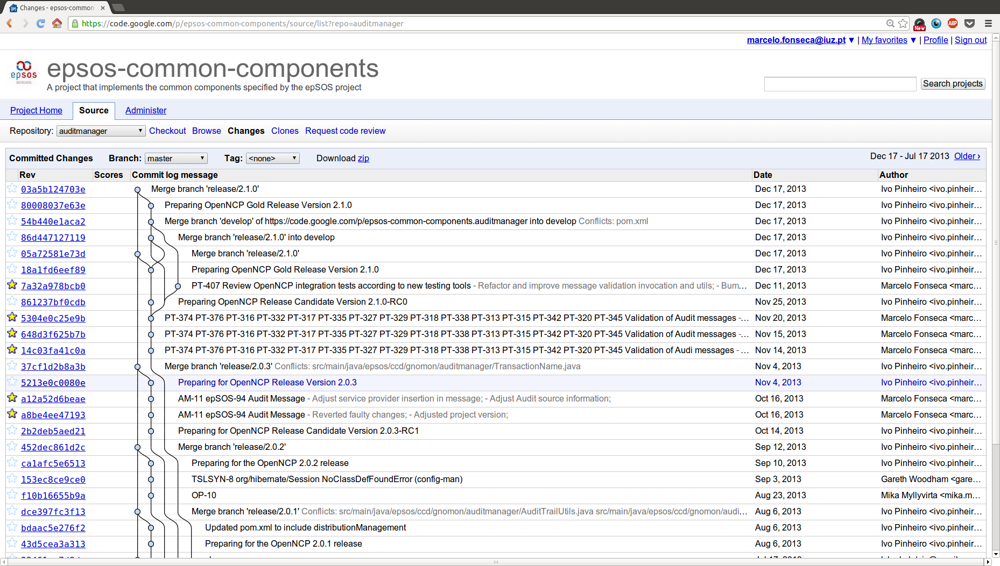 Changes - epsos-common-
https://code.google.com/p/epsos-common-components/source/list?repo=auditmanager
New
ABP
marcelo.fonseca@iuz.pt ▼ | My favorites ▼ | Profile | Sign out
epsos
epsos-common-components
A project that implements the common components specified by the epSOS project
Search projects
Project Home Source Administer
Repository: auditmanager Checkout Browse Changes Clones Request code review
Committed Changes Branch: master Tag: <none> Download zip Dec 17 - Jul 17 2013 Older ›
Rev Scores Commit log message Date Author
03a5b124703e Merge branch 'release/2.1.0' Dec 17, 2013 Ivo Pinheiro <ivo.pinheir…
80008037e63e Preparing OpenNCP Gold Release Version 2.1.0 Dec 17, 2013 Ivo Pinheiro <ivo.pinheir…
54b440e1aca2 Merge branch 'develop' of https://code.google.com/p/epsos-common-components.auditmanager into develop Conflicts: pom.xml Dec 17, 2013 Ivo Pinheiro <ivo.pinheir…
86d447127119 Merge branch 'release/2.1.0' into develop Dec 17, 2013 Ivo Pinheiro <ivo.pinheir…
05a72581e73d Merge branch 'release/2.1.0' Dec 17, 2013 Ivo Pinheiro <ivo.pinheir…
18a1fd6eef89 Preparing OpenNCP Gold Release Version 2.1.0 Dec 17, 2013 Ivo Pinheiro <ivo.pinheir…
7a32a978bcb0 PT-407 Review OpenNCP integration tests according to new testing tools - Refactor and improve message validation invocation and utils; - Bum… Dec 11, 2013 Marcelo Fonseca <marc…
861237bf0cdb Preparing OpenNCP Release Candidate Version 2.1.0-RC0 Nov 25, 2013 Ivo Pinheiro <ivo.pinheir…
5304e0c25e9b PT-374 PT-376 PT-316 PT-332 PT-317 PT-335 PT-327 PT-329 PT-318 PT-338 PT-313 PT-315 PT-342 PT-320 PT-345 Validation of Audit messages -… Nov 20, 2013 Marcelo Fonseca <marc…
648d3f625b7b PT-374 PT-376 PT-316 PT-332 PT-317 PT-335 PT-327 PT-329 PT-318 PT-338 PT-313 PT-315 PT-342 PT-320 PT-345 Validation of Audit messages -… Nov 15, 2013 Marcelo Fonseca <marc…
14c03fa41c0a PT-374 PT-376 PT-316 PT-332 PT-317 PT-335 PT-327 PT-329 PT-318 PT-338 PT-313 PT-315 PT-342 PT-320 PT-345 Validation of Audi messages - … Nov 14, 2013 Marcelo Fonseca <marc…
37cf1d2b8a3b Merge branch 'release/2.0.3' Conflicts: src/main/java/epsos/ccd/gnomon/auditmanager/TransactionName.java Nov 4, 2013 Ivo Pinheiro <ivo.pinheir…
5213e0c0080e Preparing for OpenNCP Release Version 2.0.3 Nov 4, 2013 Ivo Pinheiro <ivo.pinheir…
a12a52d6beae AM-11 epSOS-94 Audit Message - Adjust service provider insertion in message; - Adjust Audit source information; Oct 16, 2013 Marcelo Fonseca <marc…
a8be4ee47193 AM-11 epSOS-94 Audit Message - Reverted faulty changes; - Adjusted project version; Oct 16, 2013 Marcelo Fonseca <marc…
2b2deb5aed21 Preparing for OpenNCP Release Candidate Version 2.0.3-RC1 Oct 14, 2013 Ivo Pinheiro <ivo.pinheir…
452dec861d2c Merge branch 'release/2.0.2' Sep 12, 2013 Ivo Pinheiro <ivo.pinheir…
ca1afc5e6513 Preparing for the OpenNCP 2.0.2 release Sep 10, 2013 Ivo Pinheiro <ivo.pinheir…
153ec8ce9ce0 TSLSYN-8 org/hibernate/Session NoClassDefFoundError (config-man) Sep 3, 2013 Gareth Woodham <gare…
f10b16655b9a OP-10 Aug 23, 2013 Mika Myllyvirta <mika.m…
dce397fc3f13 Merge branch 'release/2.0.1' Conflicts: src/main/java/epsos/ccd/gnomon/auditmanager/AuditTrailUtils.java src/main/java/epsos/ccd/gnomon/audi… Aug 6, 2013 Ivo Pinheiro <ivo.pinheir…
bdaac5e276f2 Updated pom.xml to include distributionManagement Aug 6, 2013 Ivo Pinheiro <ivo.pinheir…
43d5cea3a313 Preparing for the OpenNCP 2.0.1 release Aug 6, 2013 Ivo Pinheiro <ivo.pinheir…